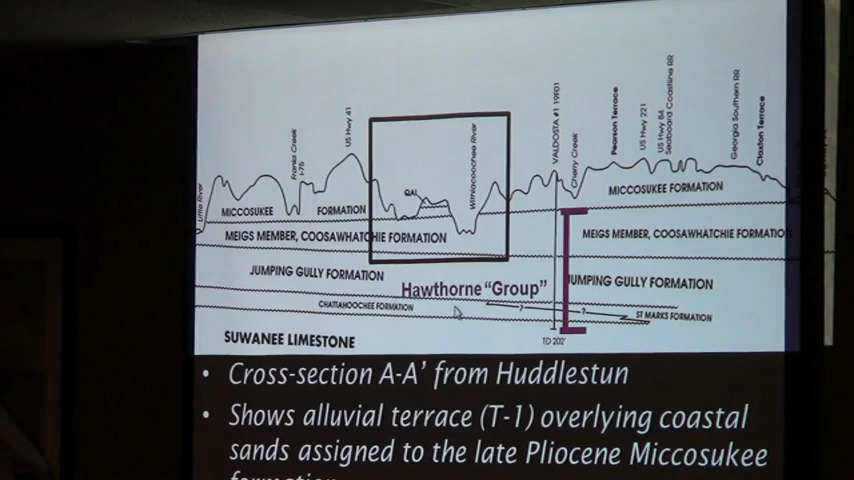 Little River
Franks Creek
I-75
US Hwy 41
QAL
Withlacoochee River
VALDOSTA #1 19F01
Cherry Creek
Pearson Terrace
US Hwy 221
US Hwy 84
Seaboard Coastline RR
Georgia Southern RR
Claxton Terrace
MICCOSUKEE FORMATION
MICCOSUKEE FORMATION
MEIGS MEMBER, COOSAWHATCHIE FORMATION
MEIGS MEMBER, COOSAWHATCHIE FORMATION
JUMPING GULLY FORMATION
JUMPING GULLY FORMATION
Hawthorne "Group"
CHATTAHOOCHEE FORMATION
? ?
ST MARKS FORMATION
SUWANEE LIMESTONE
TD 202'
• Cross-section A-A' from Huddlestun
• Shows alluvial terrace (T-1) overlying coastal
sands assigned to the late Pliocene Miccosukee
formation